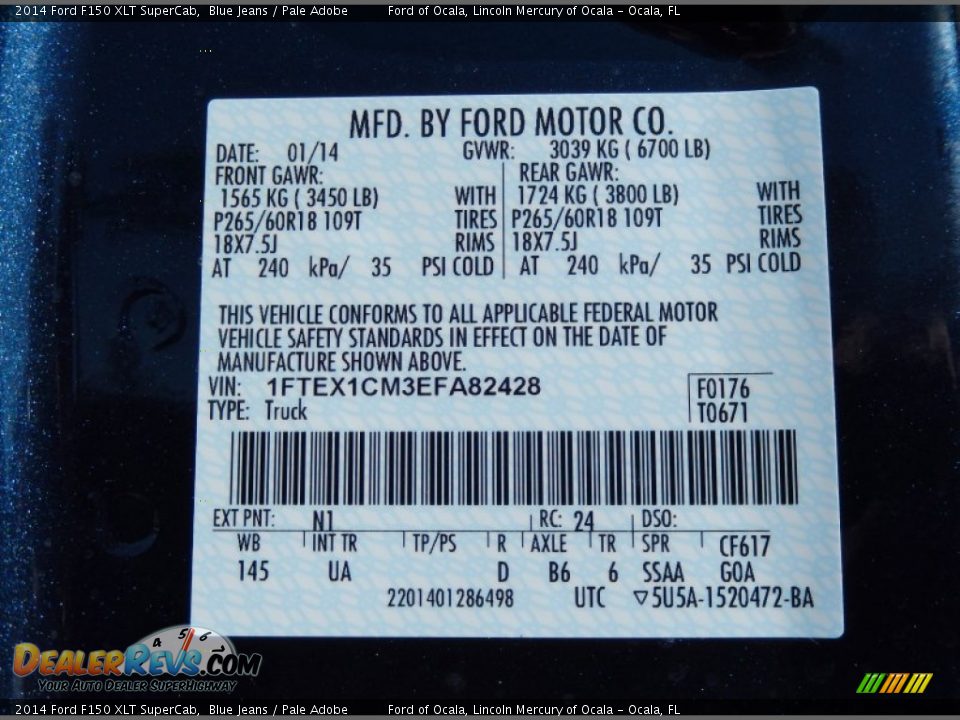 2014 Ford F150 XLT SuperCab, Blue Jeans / Pale Adobe Ford of Ocala, Lincoln Mercury of Ocala - Ocala, FL
MFD. BY FORD MOTOR CO.
DATE: 01/14 GVWR: 3039 KG ( 6700 LB)
FRONT GAWR: REAR GAWR:
1565 KG ( 3450 LB) WITH 1724 KG ( 3800 LB) WITH
P265/60R18 109T TIRES P265/60R18 109T TIRES
18X7.5J RIMS 18X7.5J RIMS
AT 240 kPa/ 35 PSI COLD AT 240 kPa/ 35 PSI COLD
THIS VEHICLE CONFORMS TO ALL APPLICABLE FEDERAL MOTOR
VEHICLE SAFETY STANDARDS IN EFFECT ON THE DATE OF
MANUFACTURE SHOWN ABOVE.
VIN: 1FTEX1CM3EFA82428 F0176
TYPE: Truck T0671
EXT PNT: N1 RC: 24 DSO:
WB INT TR TP/PS R AXLE TR SPR CF617
145 UA D B6 6 SSAA GOA
2201401286498 UTC ▽5U5A-1520472-BA
4 5 6
DEALERREVS.COM
YOUR AUTO DEALER SUPERHIGHWAY
2014 Ford F150 XLT SuperCab, Blue Jeans / Pale Adobe Ford of Ocala, Lincoln Mercury of Ocala - Ocala, FL